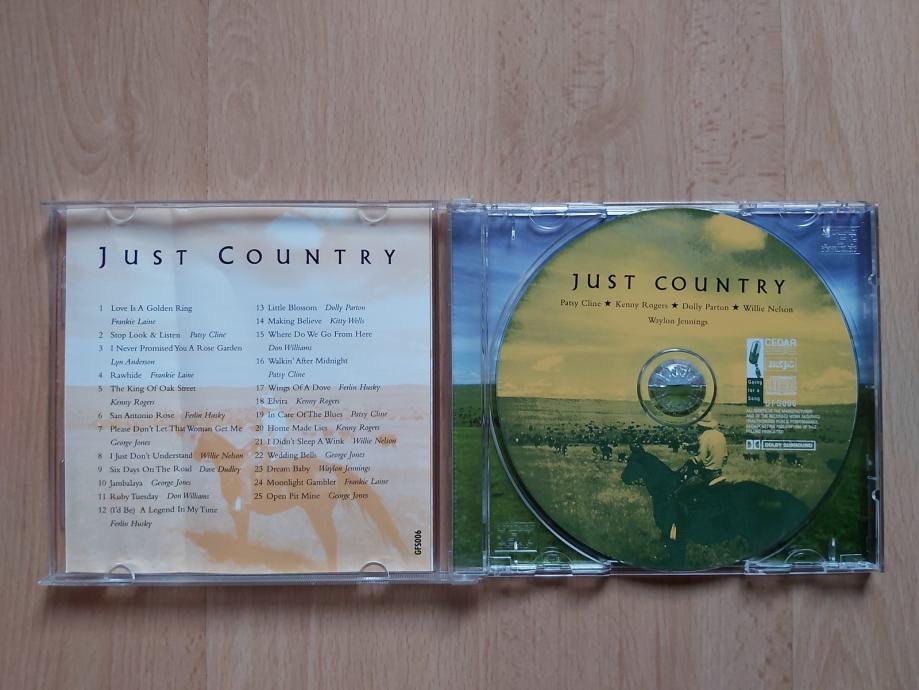 JUST COUNTRY
1 Love Is A Golden Ring
Frankie Laine
2 Stop Look & Listen Patsy Cline
3 I Never Promised You A Rose Garden
Lyn Anderson
4 Rawhide Frankie Laine
5 The King Of Oak Street
Kenny Rogers
6 San Antonio Rose Ferlin Husky
7 Please Don't Let That Woman Get Me
George Jones
8 I Just Don't Understand Willie Nelson
9 Six Days On The Road Dave Dudley
10 Jambalaya George Jones
11 Ruby Tuesday Don Williams
12 (I'd Be) A Legend In My Time
Ferlin Husky
13 Little Blossom Dolly Parton
14 Making Believe Kitty Wells
15 Where Do We Go From Here
Don Williams
16 Walkin' After Midnight
Patsy Cline
17 Wings Of A Dove Ferlin Husky
18 Elvira Kenny Rogers
19 In Care Of The Blues Patsy Cline
20 Home Made Lies Kenny Rogers
21 I Didn't Sleep A Wink Willie Nelson
22 Wedding Bells George Jones
23 Dream Baby Waylon Jennings
24 Moonlight Gambler Frankie Laine
25 Open Pit Mine George Jones
GFS006
JUST COUNTRY
Patsy Cline ★ Kenny Rogers ★ Dolly Parton ★ Willie Nelson
Waylon Jennings
CEDAR
mcps
Going
for a
Song
DOLBY SURROUND